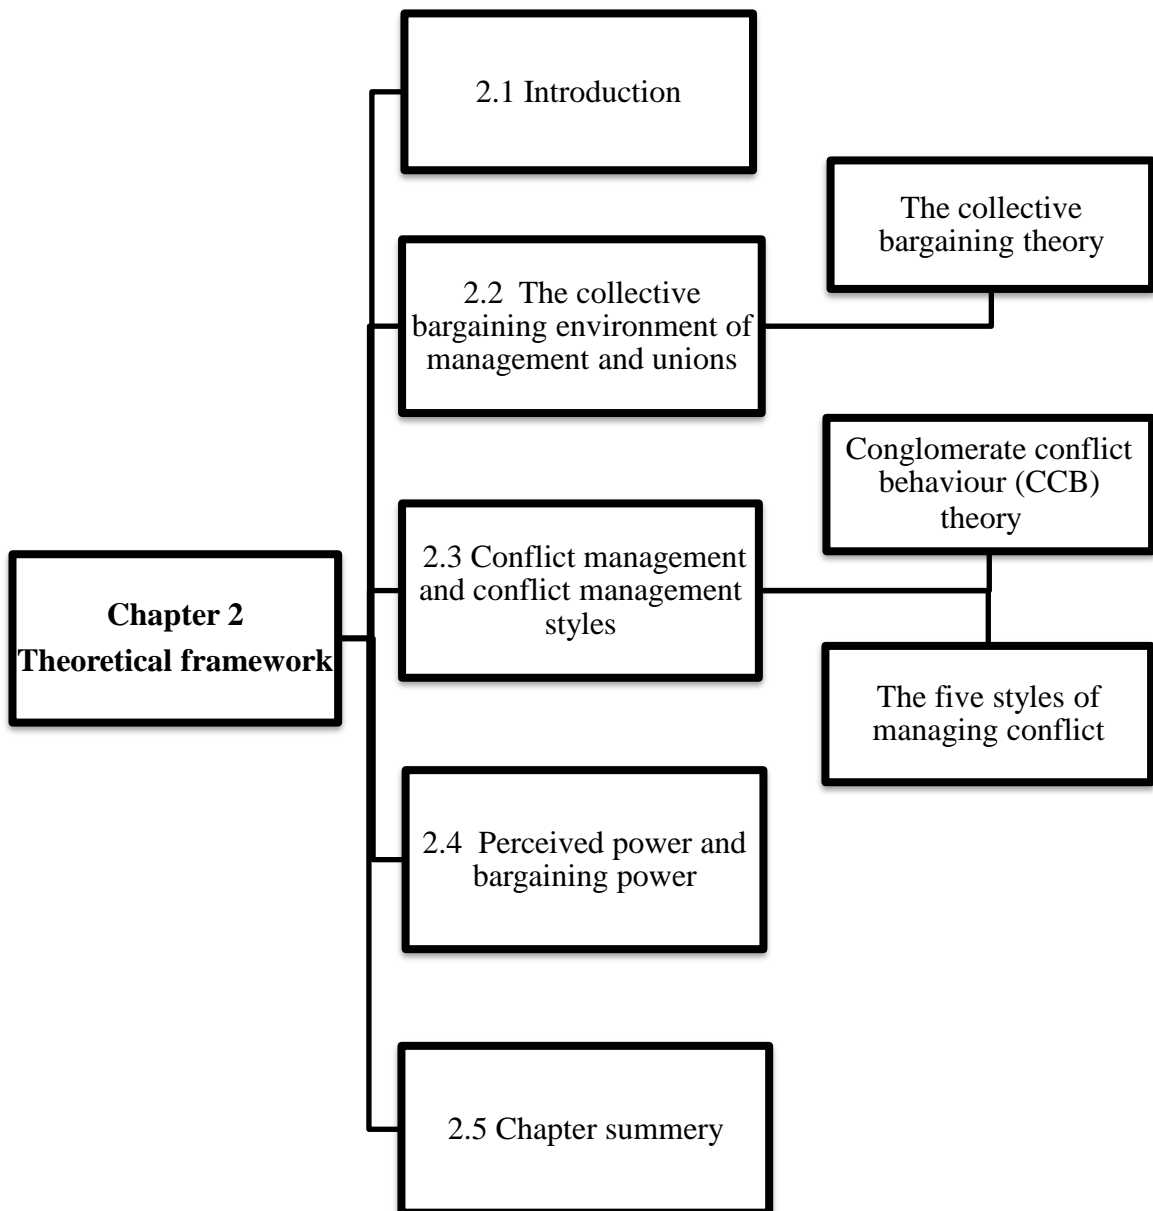 2.1 Introduction
The collective
bargaining theory
2.2 The collective
bargaining environment of
management and unions
Conglomerate conflict
behaviour (CCB)
theory
2.3 Conflict management
and conflict management
styles
Chapter 2
Theoretical framework
The five styles of
managing conflict
2.4 Perceived power and
bargaining power
2.5 Chapter summery